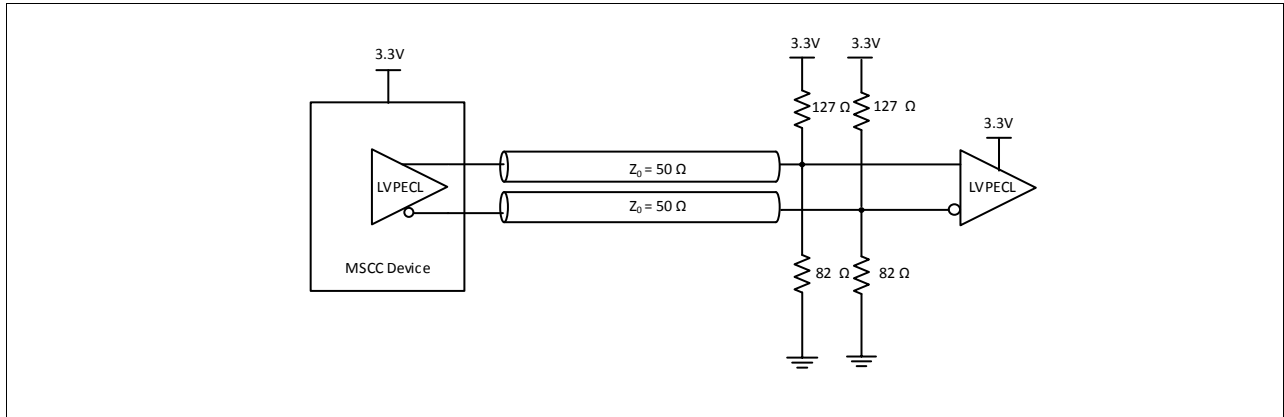 3.3V
3.3V
3.3V
127 Ω
127 Ω
3.3V
LVPECL
Z₀ = 50 Ω
LVPECL
Z₀ = 50 Ω
MSCC Device
82 Ω
82 Ω